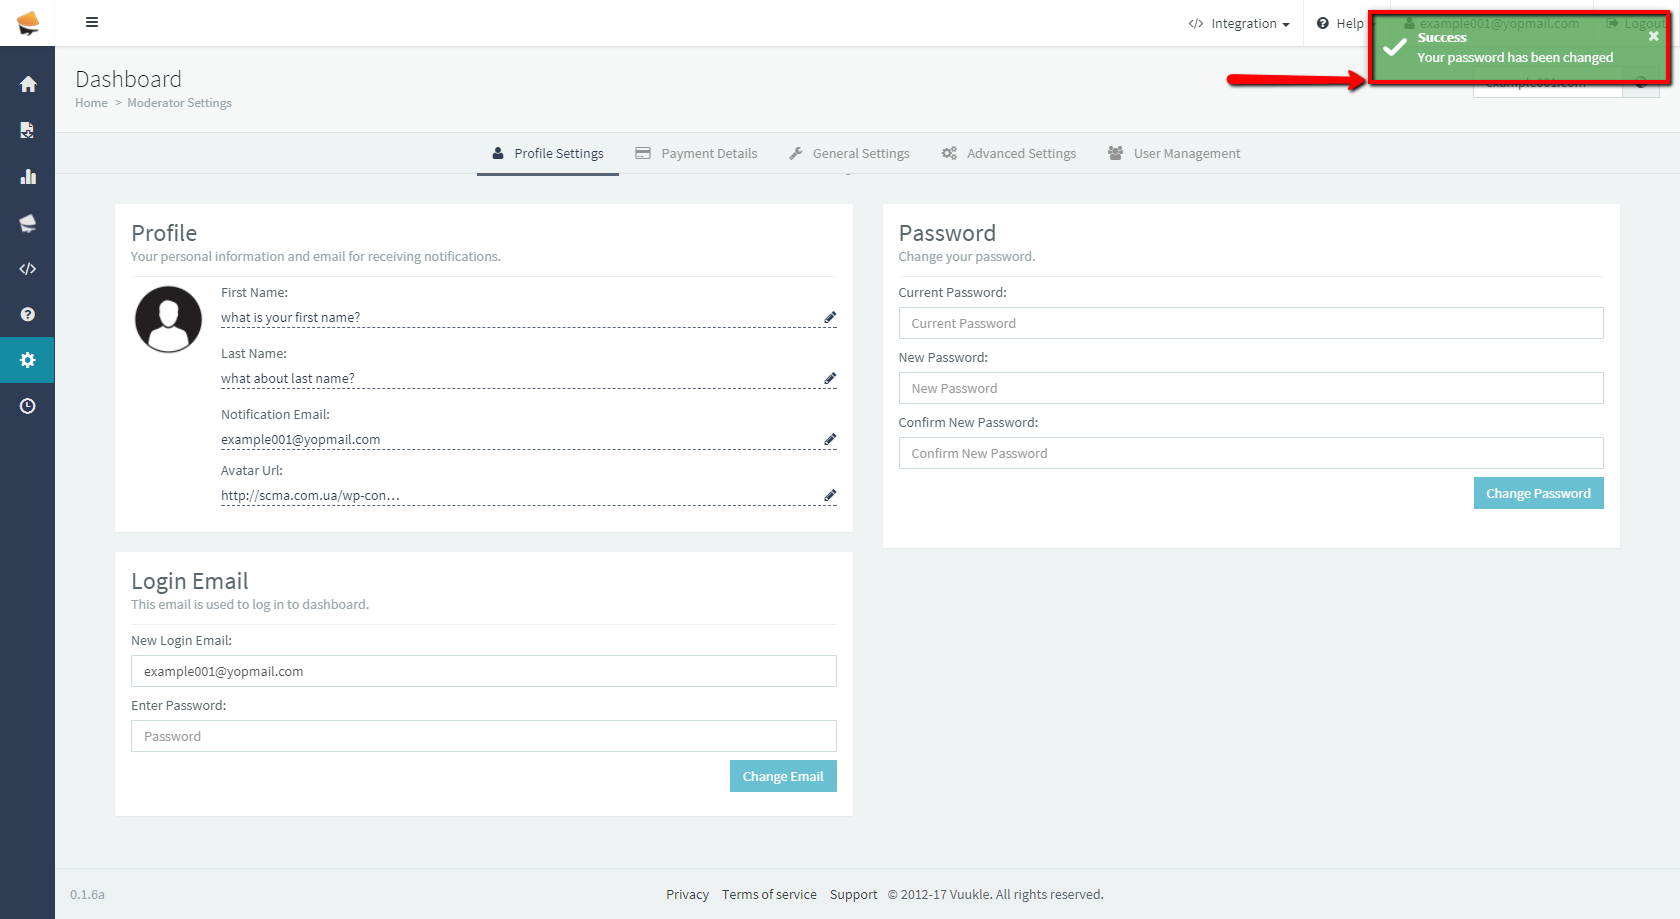 Integration
Help
example001@yopmail.com
Logout
Success
Your password has been changed
example001.com
Dashboard
Home > Moderator Settings
Profile Settings
Payment Details
General Settings
Advanced Settings
User Management
Profile
Your personal information and email for receiving notifications.
First Name:
what is your first name?
Last Name:
what about last name?
Notification Email:
example001@yopmail.com
Avatar Url:
http://scma.com.ua/wp-con...
Password
Change your password.
Current Password:
Current Password
New Password:
New Password
Confirm New Password:
Confirm New Password
Change Password
Login Email
This email is used to log in to dashboard.
New Login Email:
example001@yopmail.com
Enter Password:
Password
Change Email
0.1.6a
Privacy Terms of service Support © 2012-17 Vuukle. All rights reserved.